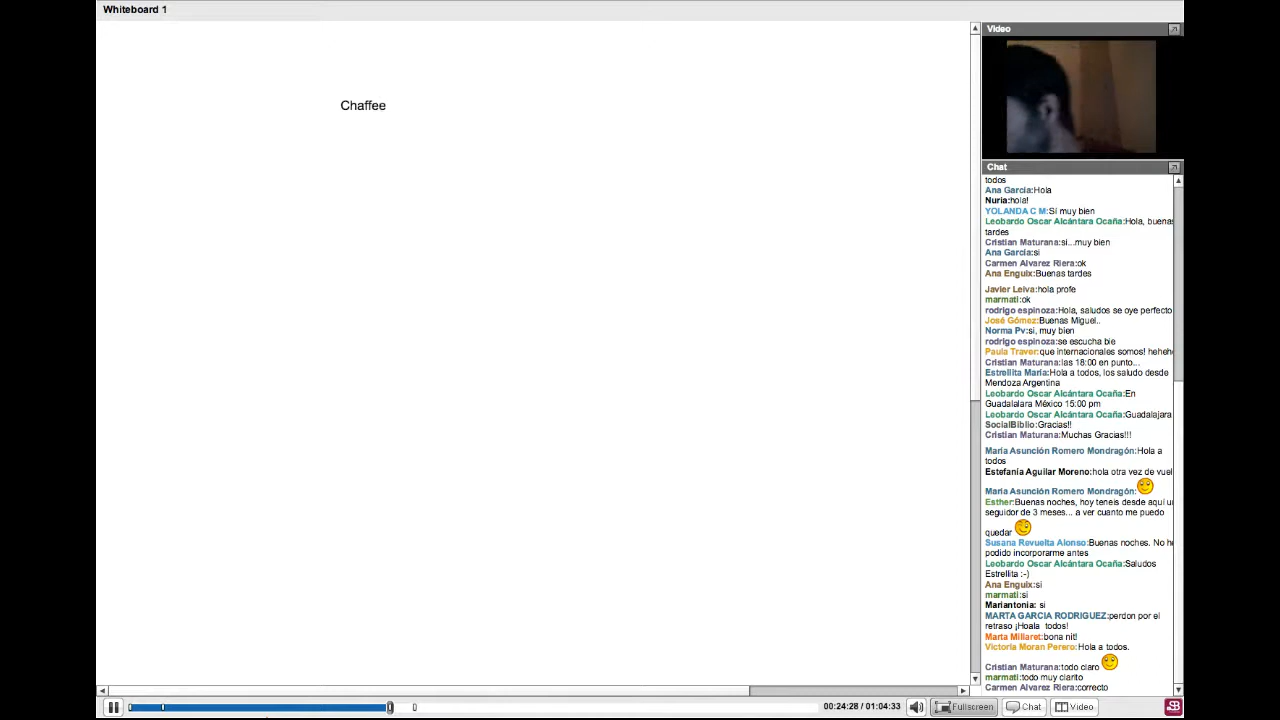 Whiteboard 1
Chaffee
Video
Chat
todos
Ana Garcia:Hola
Nuria:hola!
YOLANDA C M:Sí muy bien
Leobardo Oscar Alcántara Ocaña:Hola, buenas
tardes
Cristian Maturana:si...muy bien
Ana Garcia:si
Carmen Alvarez Riera:ok
Ana Enguix:Buenas tardes
Javier Leiva:hola profe
marmati:ok
rodrigo espinoza:Hola, saludos se oye perfecto
José Gómez:Buenas Miguel..
Norma Pv:si, muy bien
rodrigo espinoza:se escucha bie
Paula Traver:que internacionales somos! hehehe
Cristian Maturana:las 18:00 en punto...
Estrellita María:Hola a todos, los saludo desde
Mendoza Argentina
Leobardo Oscar Alcántara Ocaña:En
Guadalalara México 15:00 pm
Leobardo Oscar Alcántara Ocaña:Guadalajara
SocialBiblio:Gracias!!
Cristian Maturana:Muchas Gracias!!!
María Asunción Romero Mondragón:Hola a
todos
Estefanía Aguilar Moreno:hola otra vez de vuel
María Asunción Romero Mondragón:
Esther:Buenas noches, hoy teneis desde aquí un
seguidor de 3 meses... a ver cuanto me puedo
quedar
Susana Revuelta Alonso:Buenas noches. No he
podido incorporarme antes
Leobardo Oscar Alcántara Ocaña:Saludos
Estrellita :-)
Ana Enguix:sí
marmati:si
Mariantonia: si
MARTA GARCIA RODRIGUEZ:perdon por el
retraso ¡Hoala todos!
Marta Millaret:bona nit!
Victoria Moran Perero:Hola a todos.
Cristian Maturana:todo claro
marmati:todo muy clarito
Carmen Alvarez Riera:correcto
00:24:28 / 01:04:33
Fullscreen
Chat
Video
SB